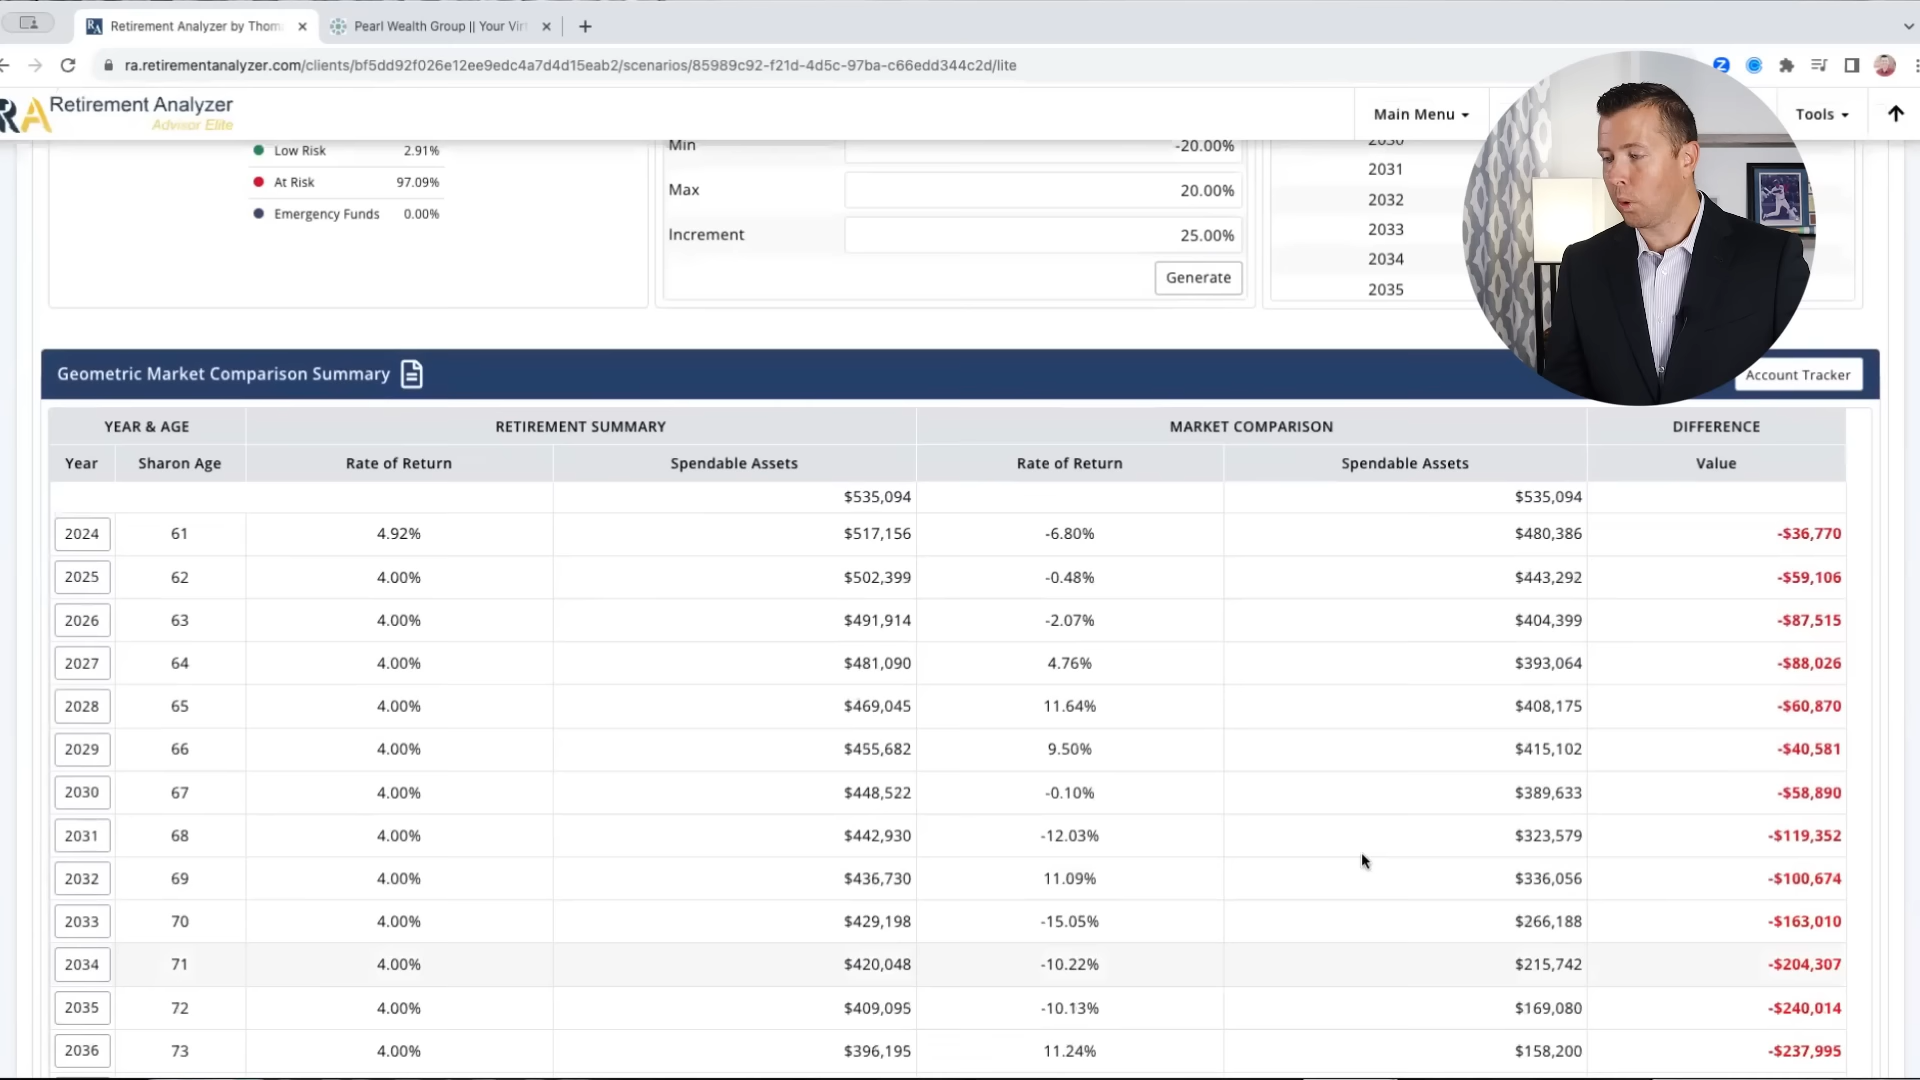 Retirement Analyzer by Thom
Pearl Wealth Group || Your Vir
ra.retirementanalyzer.com/clients/bf5dd92f026e12ee9edc4a7d4d15eab2/scenarios/85989c92-f21d-4d5c-97ba-c66edd344c2d/lite
RA Retirement Analyzer
Advisor Elite
Main Menu
Tools
Low Risk 2.91%
At Risk 97.09%
Emergency Funds 0.00%
Min -20.00%
Max 20.00%
Increment 25.00%
Generate
2030
2031
2032
2033
2034
2035
Geometric Market Comparison Summary
Account Tracker
YEAR & AGE RETIREMENT SUMMARY MARKET COMPARISON DIFFERENCE
Year Sharon Age Rate of Return Spendable Assets Rate of Return Spendable Assets Value
$535,094 $535,094
2024 61 4.92% $517,156 -6.80% $480,386 -$36,770
2025 62 4.00% $502,399 -0.48% $443,292 -$59,106
2026 63 4.00% $491,914 -2.07% $404,399 -$87,515
2027 64 4.00% $481,090 4.76% $393,064 -$88,026
2028 65 4.00% $469,045 11.64% $408,175 -$60,870
2029 66 4.00% $455,682 9.50% $415,102 -$40,581
2030 67 4.00% $448,522 -0.10% $389,633 -$58,890
2031 68 4.00% $442,930 -12.03% $323,579 -$119,352
2032 69 4.00% $436,730 11.09% $336,056 -$100,674
2033 70 4.00% $429,198 -15.05% $266,188 -$163,010
2034 71 4.00% $420,048 -10.22% $215,742 -$204,307
2035 72 4.00% $409,095 -10.13% $169,080 -$240,014
2036 73 4.00% $396,195 11.24% $158,200 -$237,995